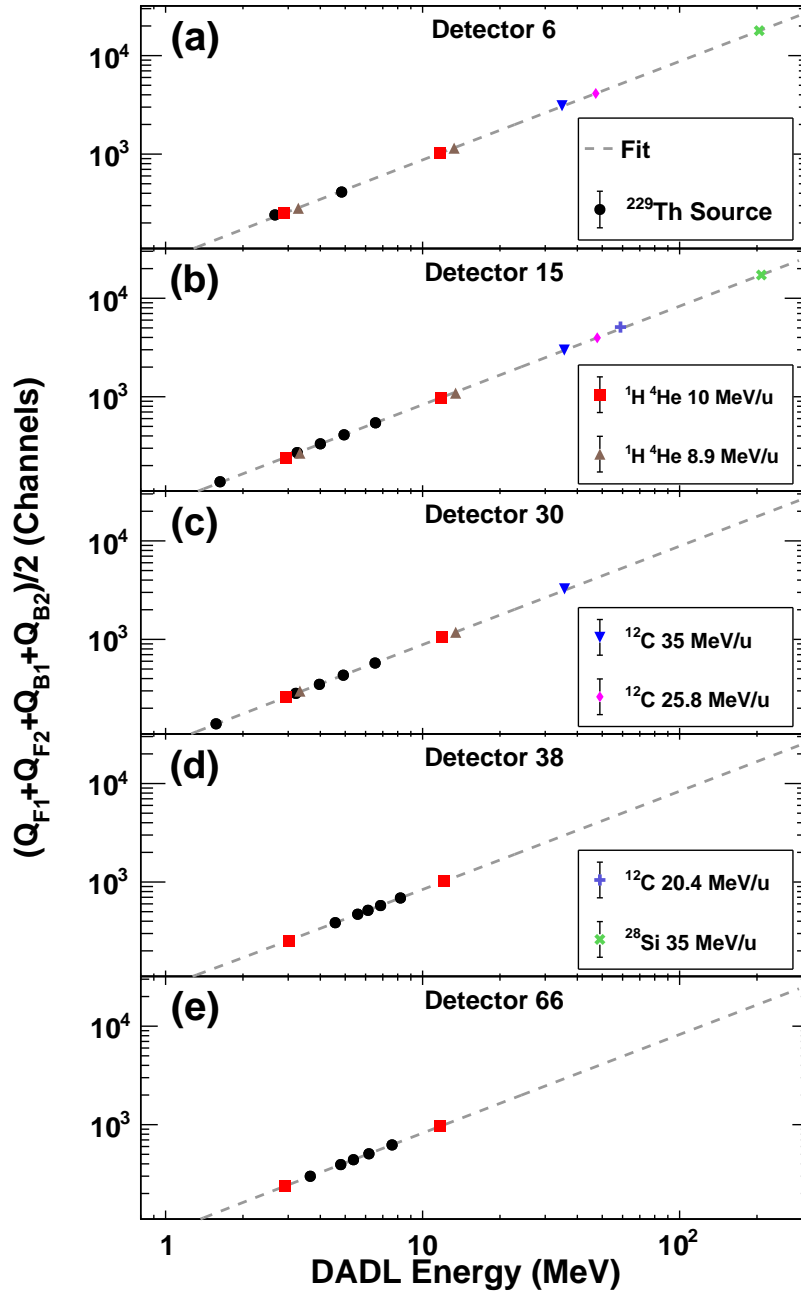 (a)
Detector 6
10⁴
10³
Fit
²²⁹Th Source
(b)
Detector 15
10⁴
10³
¹H ⁴He 10 MeV/u
¹H ⁴He 8.9 MeV/u
(c)
Detector 30
10⁴
10³
¹²C 35 MeV/u
¹²C 25.8 MeV/u
(d)
Detector 38
10⁴
10³
¹²C 20.4 MeV/u
²⁸Si 35 MeV/u
(e)
Detector 66
10⁴
10³
1 10 10²
DADL Energy (MeV)
(Q_F1+Q_F2+Q_B1+Q_B2)/2 (Channels)